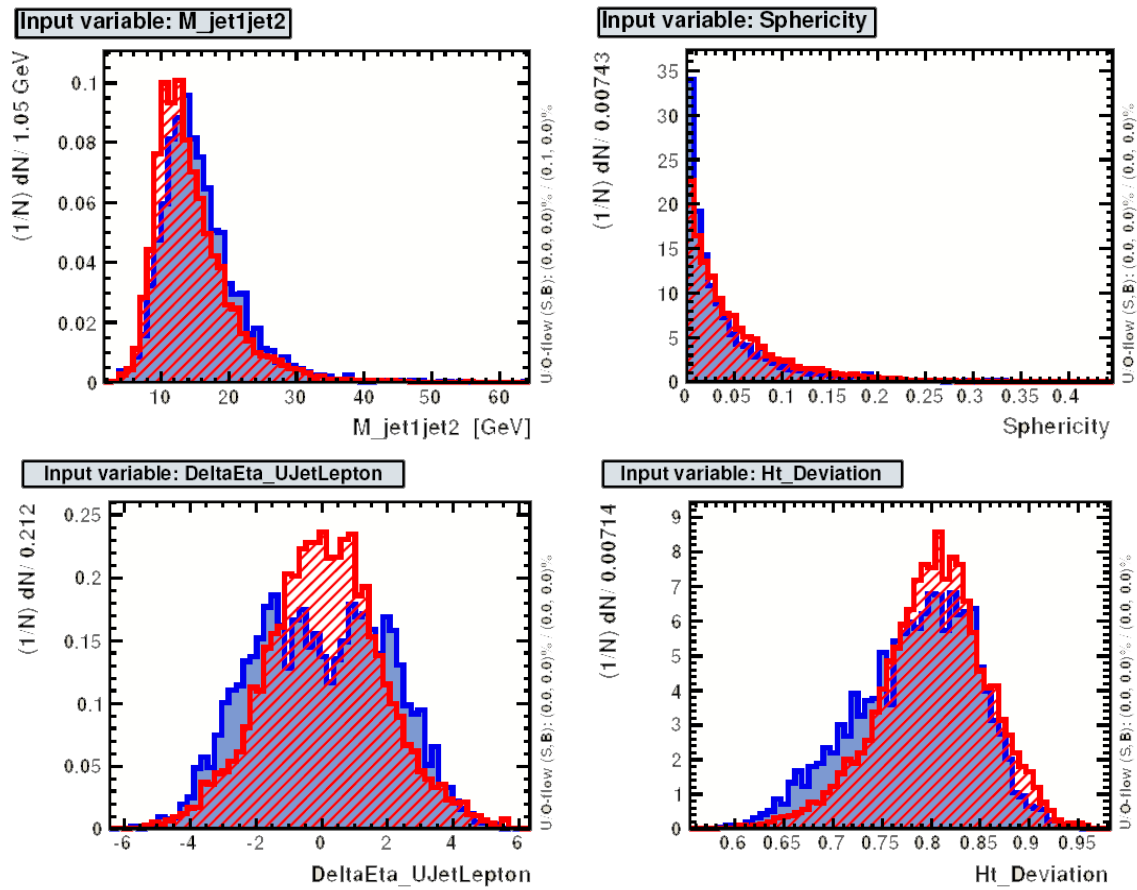 Input variable: M_jet1jet2
(1/N) dN/ 1.05 GeV
0.1
0.08
0.06
0.04
0.02
0
10 20 30 40 50 60
M_jet1jet2 [GeV]
U/O-flow (S,B): (0.0, 0.0)% / (0.1, 0.0)%
Input variable: Sphericity
(1/N) dN/ 0.00743
35
30
25
20
15
10
5
0
0 0.05 0.1 0.15 0.2 0.25 0.3 0.35 0.4
Sphericity
U/O-flow (S,B): (0.0, 0.0)% / (0.0, 0.0)%
Input variable: DeltaEta_UJetLepton
(1/N) dN/ 0.212
0.25
0.2
0.15
0.1
0.05
0
-6 -4 -2 0 2 4 6
DeltaEta_UJetLepton
U/O-flow (S,B): (0.0, 0.0)% / (0.0, 0.0)%
Input variable: Ht_Deviation
(1/N) dN/ 0.00714
9
8
7
6
5
4
3
2
1
0
0.6 0.65 0.7 0.75 0.8 0.85 0.9 0.95
Ht_Deviation
U/O-flow (S,B): (0.0, 0.0)% / (0.0, 0.0)%